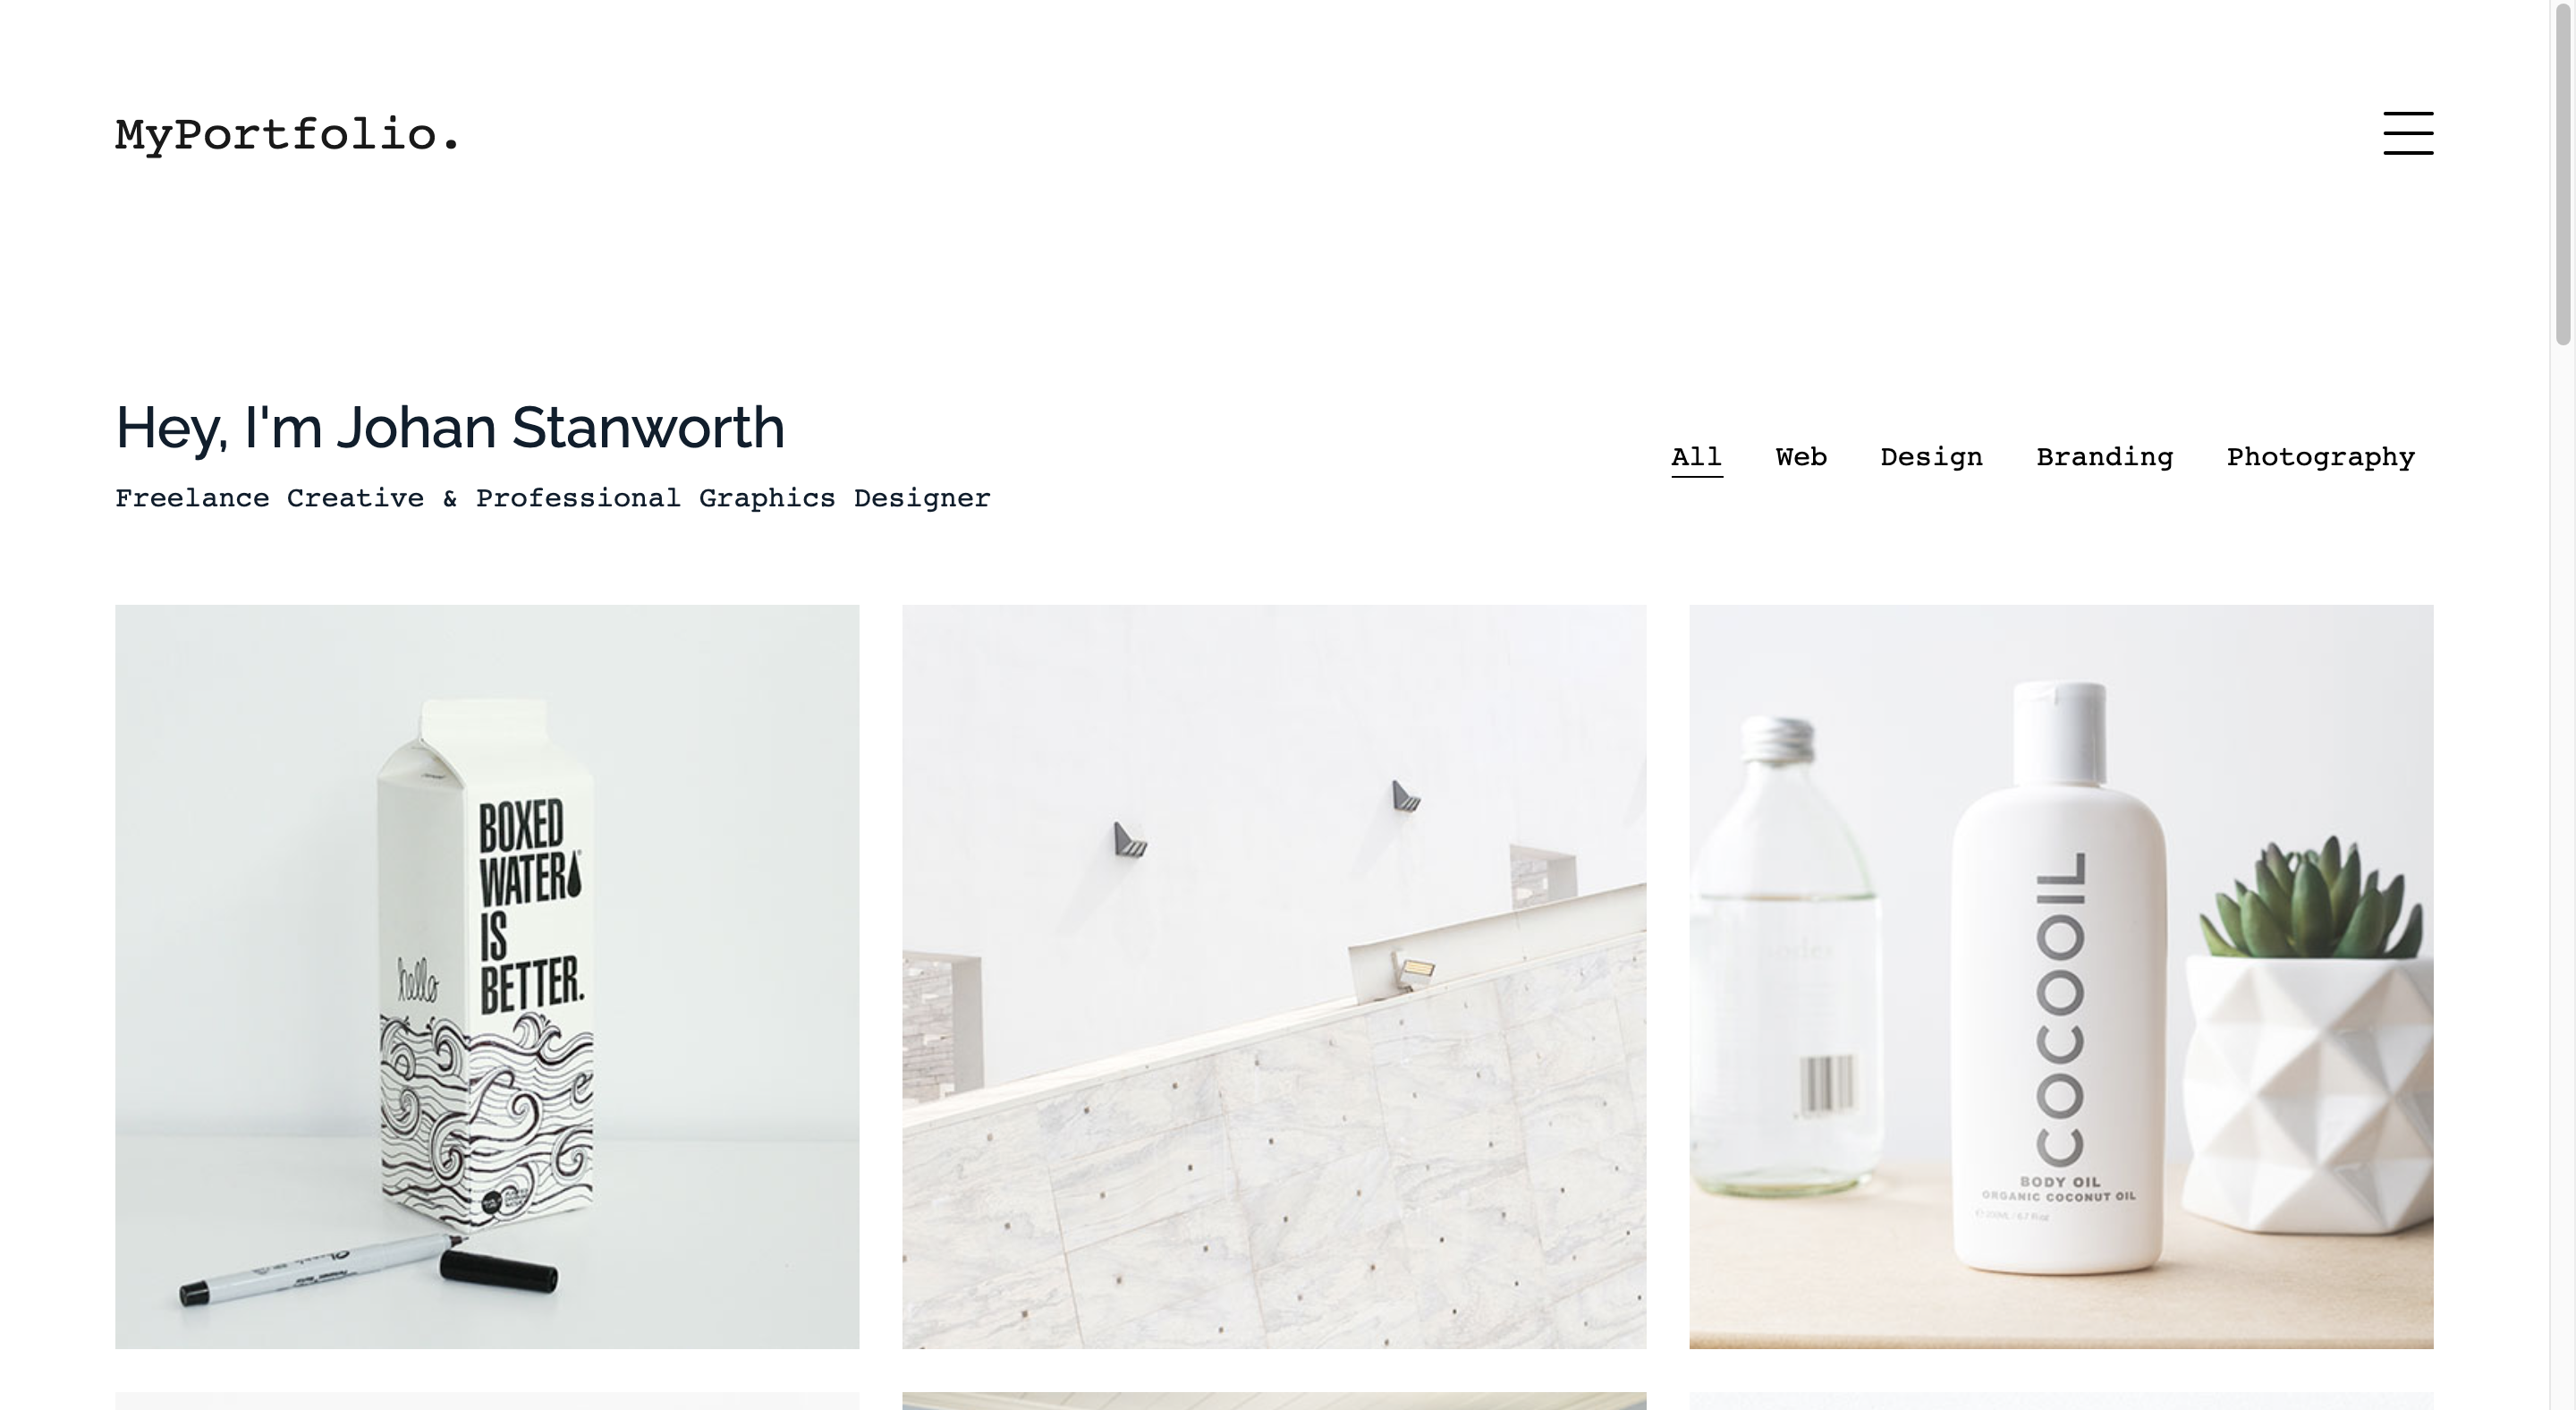 MyPortfolio.
Hey, I'm Johan Stanworth
Freelance Creative & Professional Graphics Designer
All Web Design Branding Photography
BOXED
WATER
IS
BETTER.
hello
COCOOIL
BODY OIL
ORGANIC COCONUT OIL